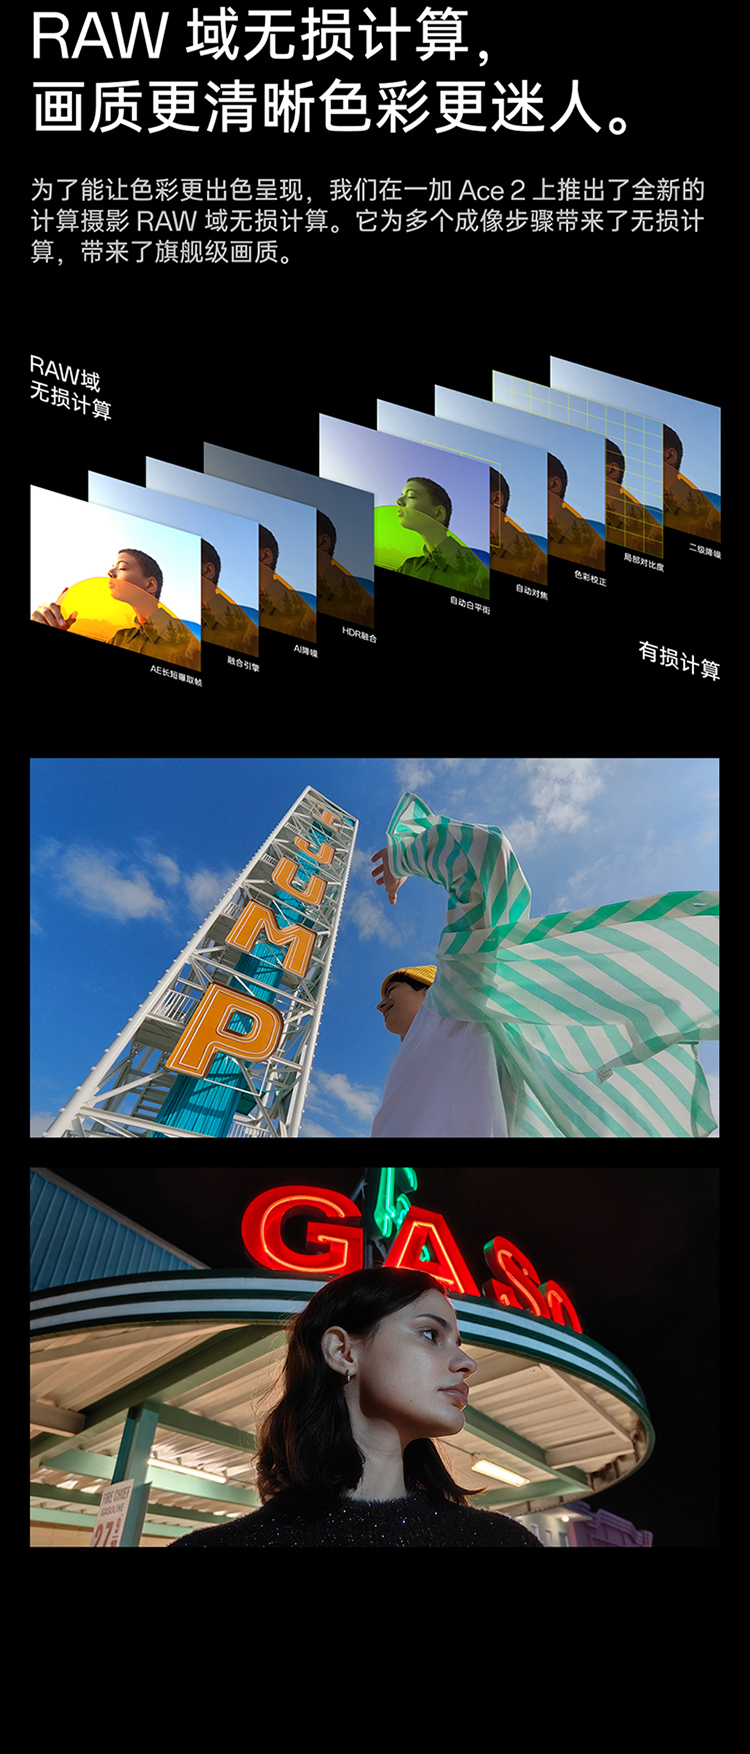 RAW 域无损计算，
画质更清晰色彩更迷人。
为了能让色彩更出色呈现，我们在一加 Ace 2 上推出了全新的
计算摄影 RAW 域无损计算。它为多个成像步骤带来了无损计
算，带来了旗舰级画质。
RAW域
无损计算
AE长短曝取帧
融合引擎
AI降噪
HDR融合
自动白平衡
自动对焦
色彩校正
局部对比度
二级降噪
有损计算
JUMP
GASO
FIRE CHIEF
GASOLINE
27